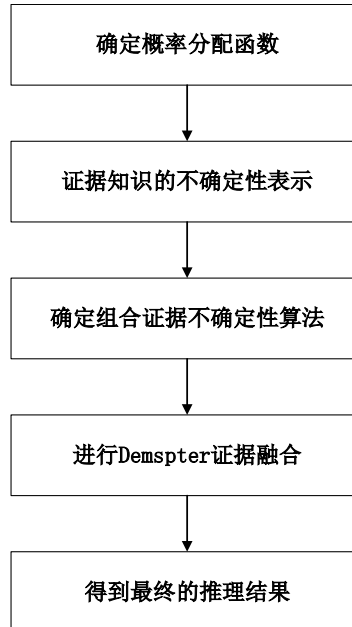 确定概率分配函数
证据知识的不确定性表示
确定组合证据不确定性算法
进行Demspter证据融合
得到最终的推理结果